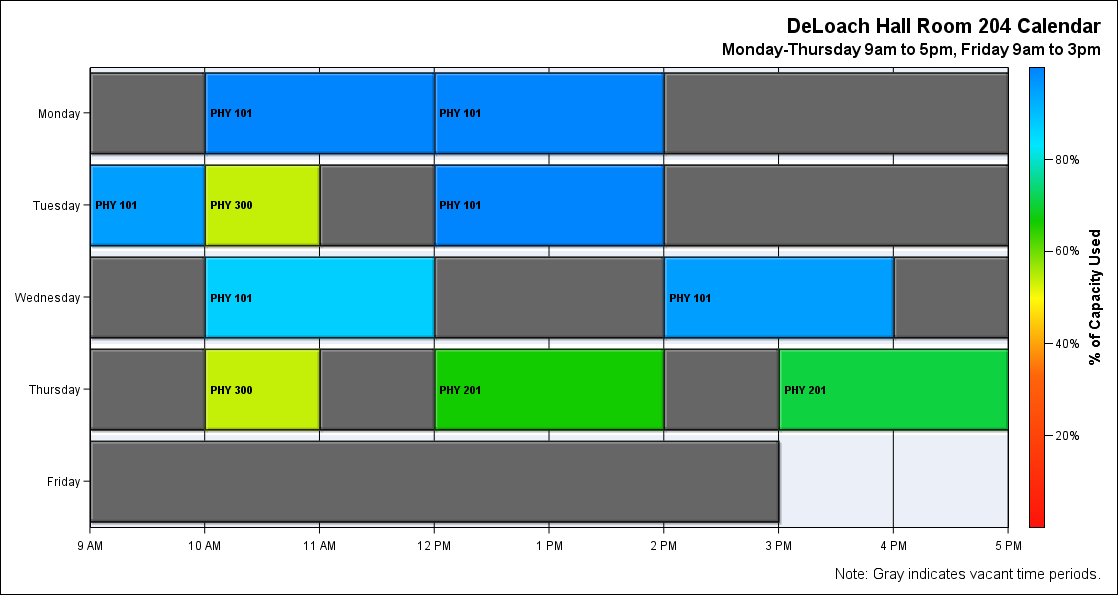 DeLoach Hall Room 204 Calendar
Monday-Thursday 9am to 5pm, Friday 9am to 3pm
Monday
PHY 101
PHY 101
Tuesday
PHY 101
PHY 300
PHY 101
Wednesday
PHY 101
PHY 101
Thursday
PHY 300
PHY 201
PHY 201
Friday
9 AM
10 AM
11 AM
12 PM
1 PM
2 PM
3 PM
4 PM
5 PM
80%
60%
40%
20%
% of Capacity Used
Note: Gray indicates vacant time periods.